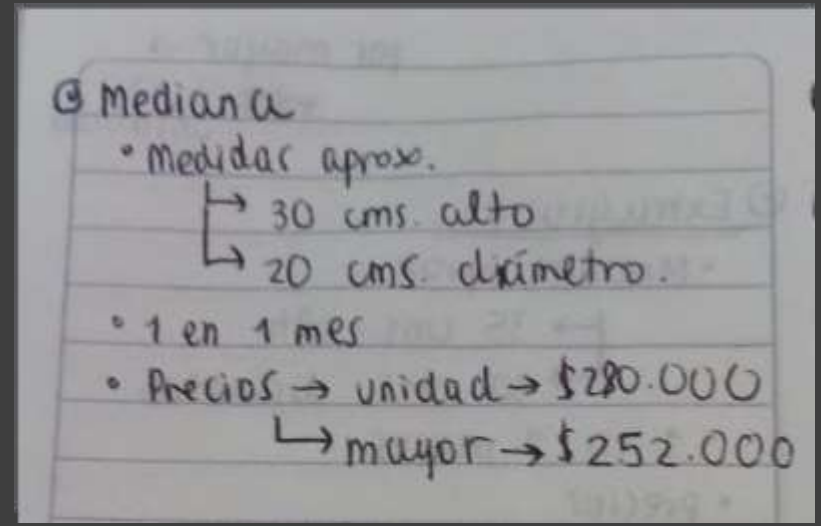 Mediana
• Medidas aprox.
↳ 30 cms. alto
↳ 20 cms. diámetro.
• 1 en 1 mes
• Precios → unidad → $280.000
↳ mayor → $252.000